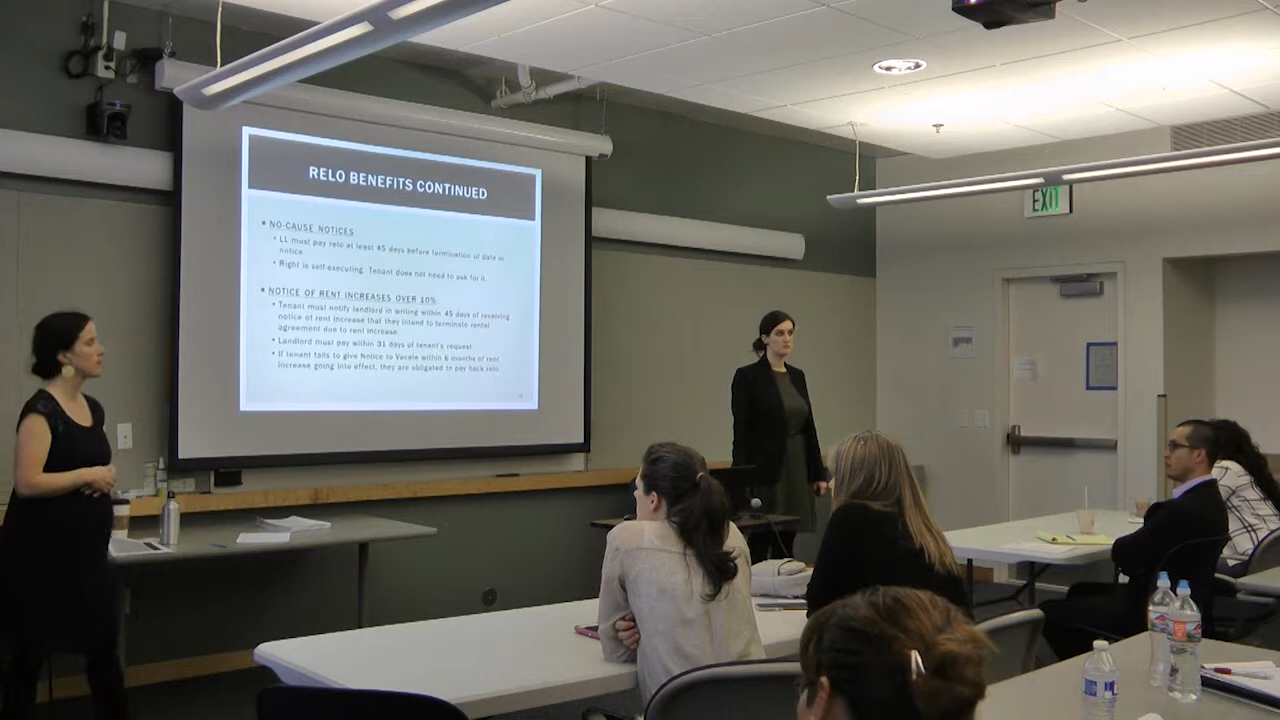 RELO BENEFITS CONTINUED
NO-CAUSE NOTICES
LL must pay relo at least 45 days before termination of date in
notice
Right is self-executing. Tenant does not need to ask for it.
NOTICE OF RENT INCREASES OVER 10%
Tenant must notify landlord in writing within 45 days of receiving
notice of rent increase that they intend to terminate rental
agreement due to rent increase.
Landlord must pay within 31 days of tenant's request
If tenant fails to give Notice to Vacate within 6 months of rent
increase going into effect, they are obligated to pay back relo.
EXIT